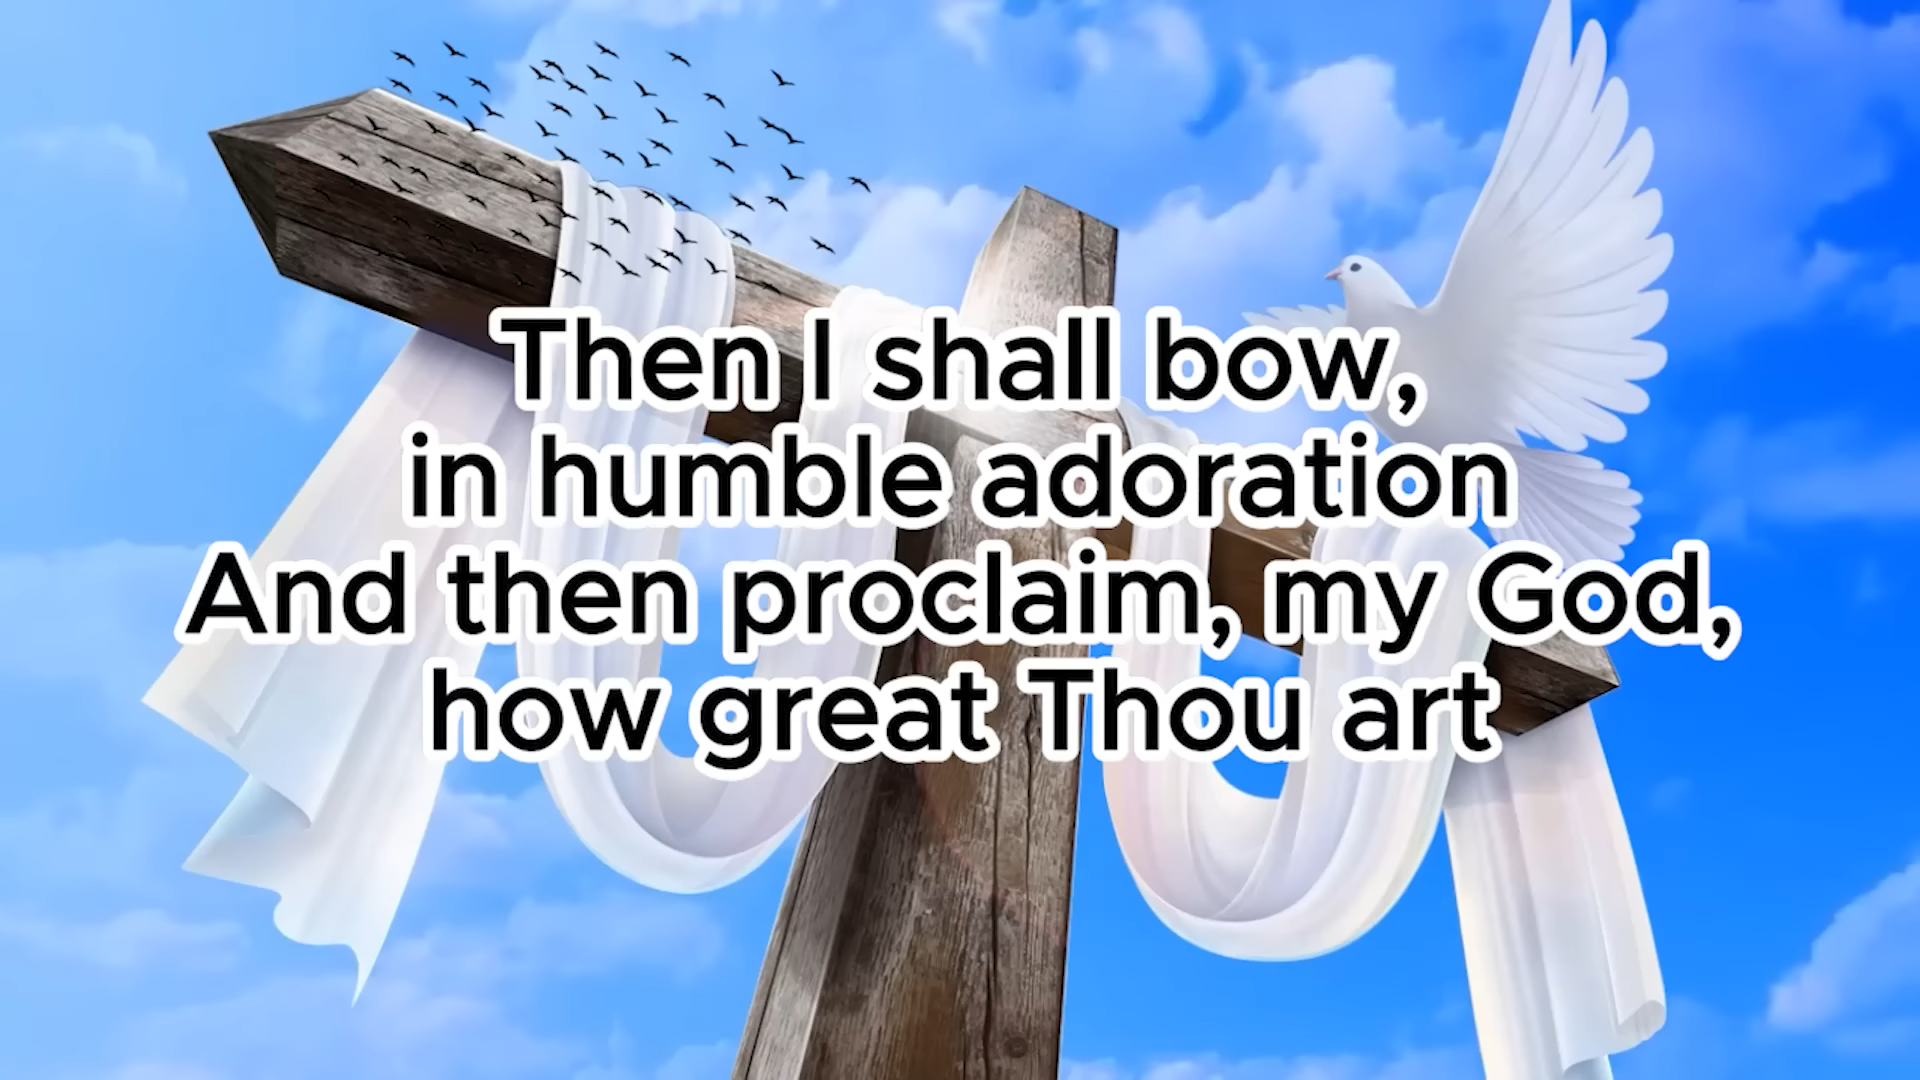 Then I shall bow,
in humble adoration
And then proclaim, my God,
how great Thou art